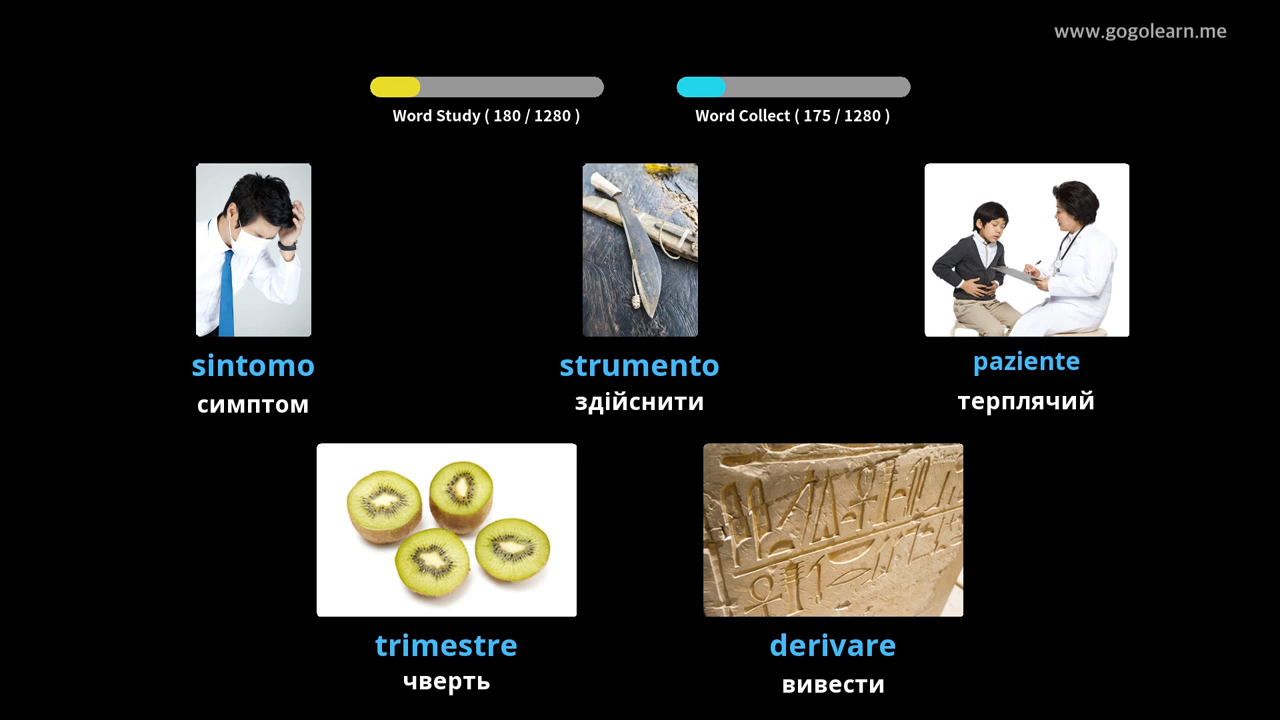 www.gogolearn.me
Word Study ( 180 / 1280 )
Word Collect ( 175 / 1280 )
sintomo
симптом
strumento
здійснити
paziente
терплячий
trimestre
чверть
derivare
вивести